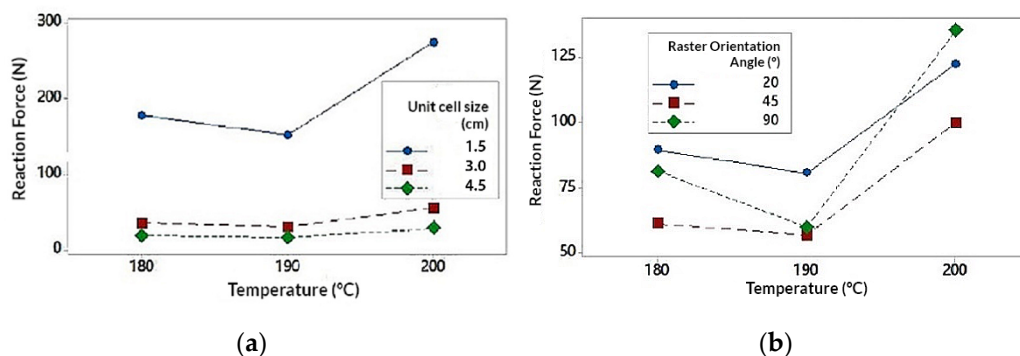 300
200
100
0
Reaction Force (N)
Unit cell size
(cm)
1.5
3.0
4.5
180 190 200
Temperature (°C)
(a)
125
100
75
50
Reaction Force (N)
Raster Orientation
Angle (°)
20
45
90
180 190 200
Temperature (°C)
(b)